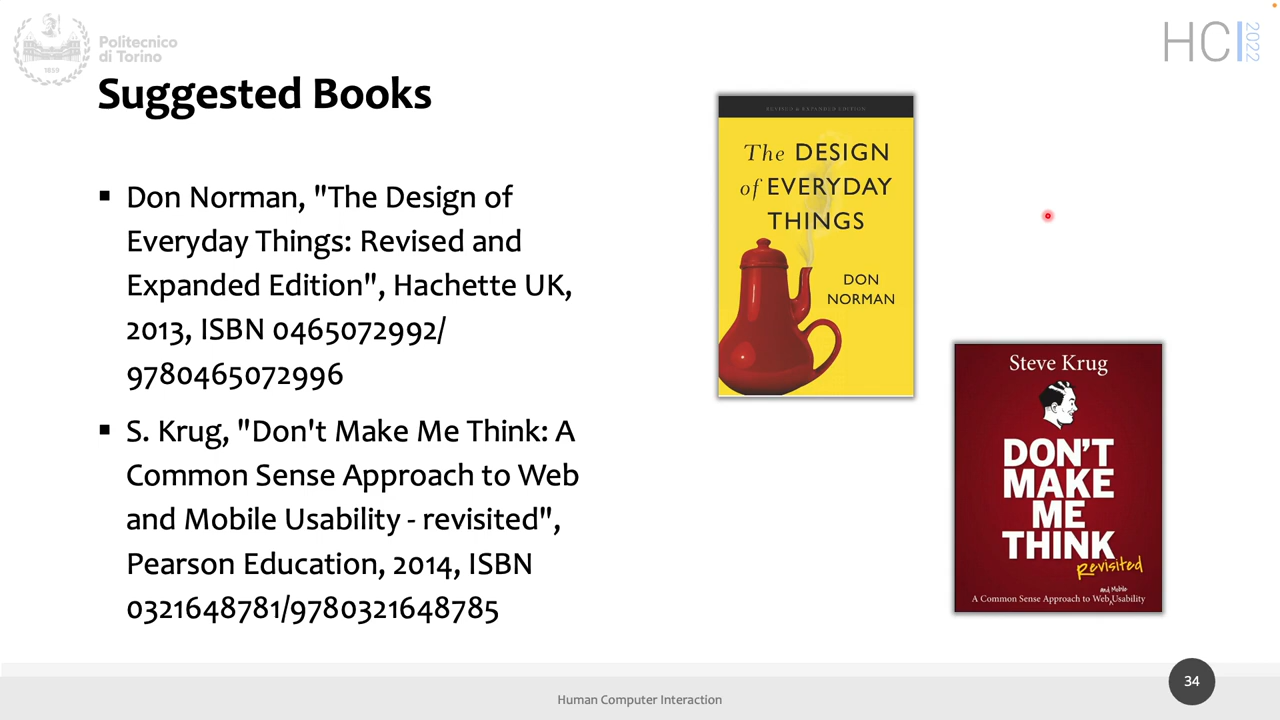 Politecnico
di Torino
1859
HCI 2022
Suggested Books
▪ Don Norman, "The Design of
Everyday Things: Revised and
Expanded Edition", Hachette UK,
2013, ISBN 0465072992/
9780465072996
▪ S. Krug, "Don't Make Me Think: A
Common Sense Approach to Web
and Mobile Usability - revisited",
Pearson Education, 2014, ISBN
0321648781/9780321648785
REVISED & EXPANDED EDITION
The DESIGN
of EVERYDAY
THINGS
DON
NORMAN
Steve Krug
DON'T
MAKE
ME
THINK
Revisited
and Mobile
A Common Sense Approach to Web Usability
34
Human Computer Interaction